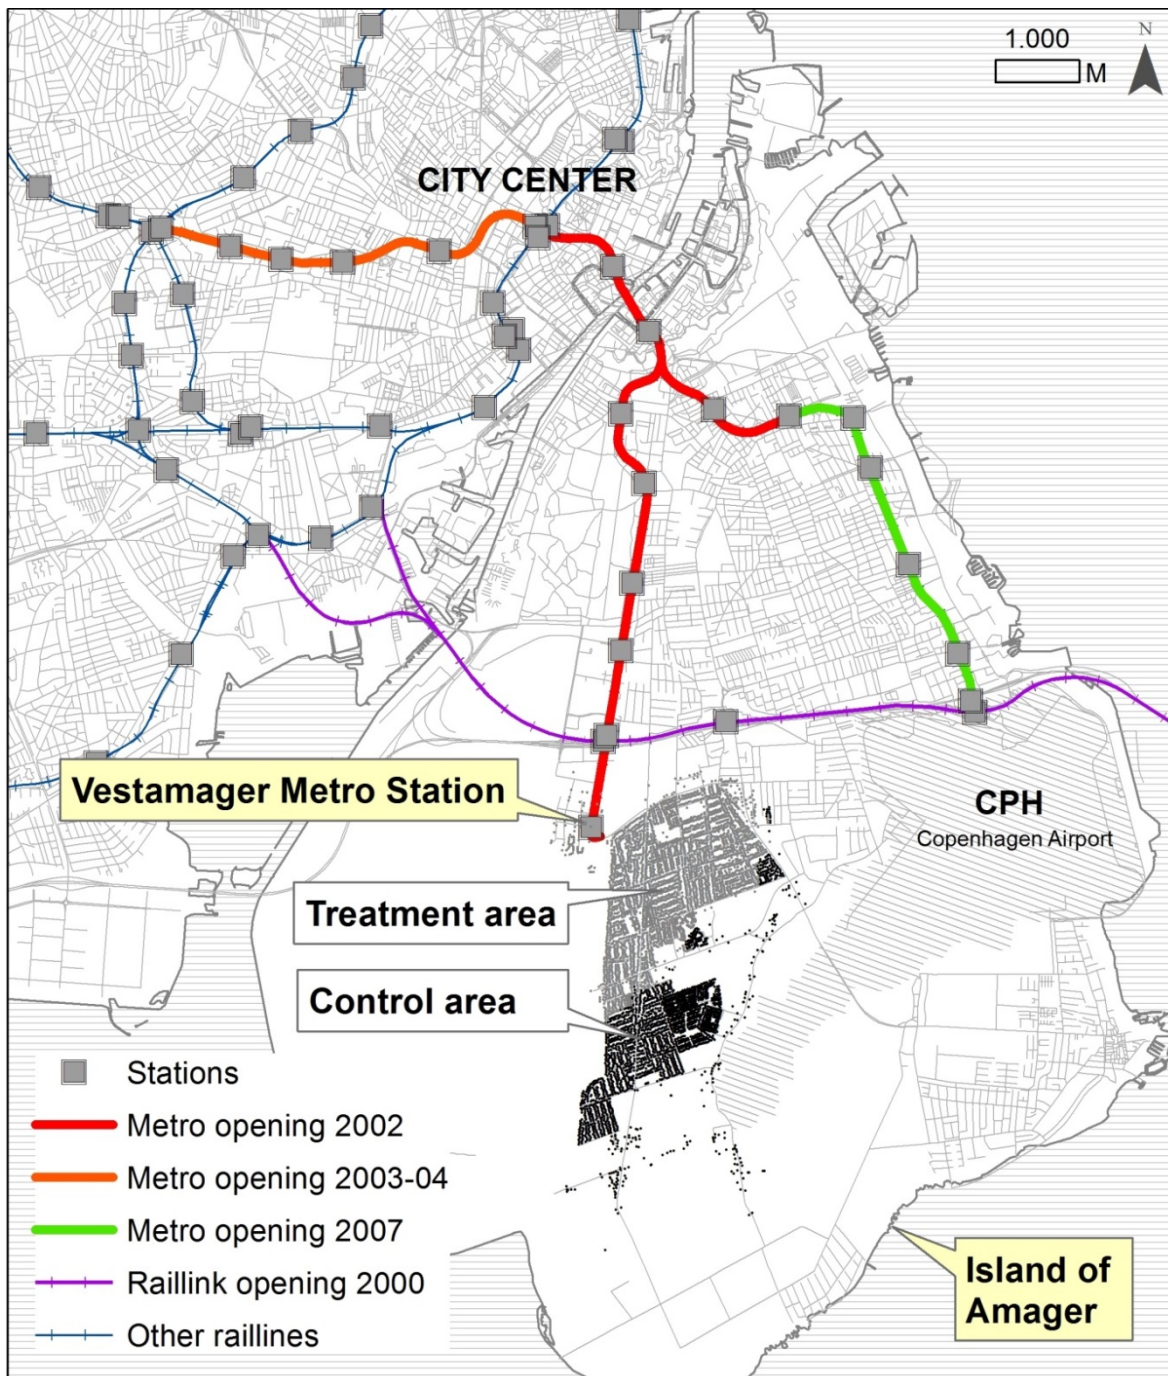 1.000
M
N
CITY CENTER
Vestamager Metro Station
CPH
Copenhagen Airport
Treatment area
Control area
Stations
Metro opening 2002
Metro opening 2003-04
Metro opening 2007
Raillink opening 2000
Other raillines
Island of
Amager